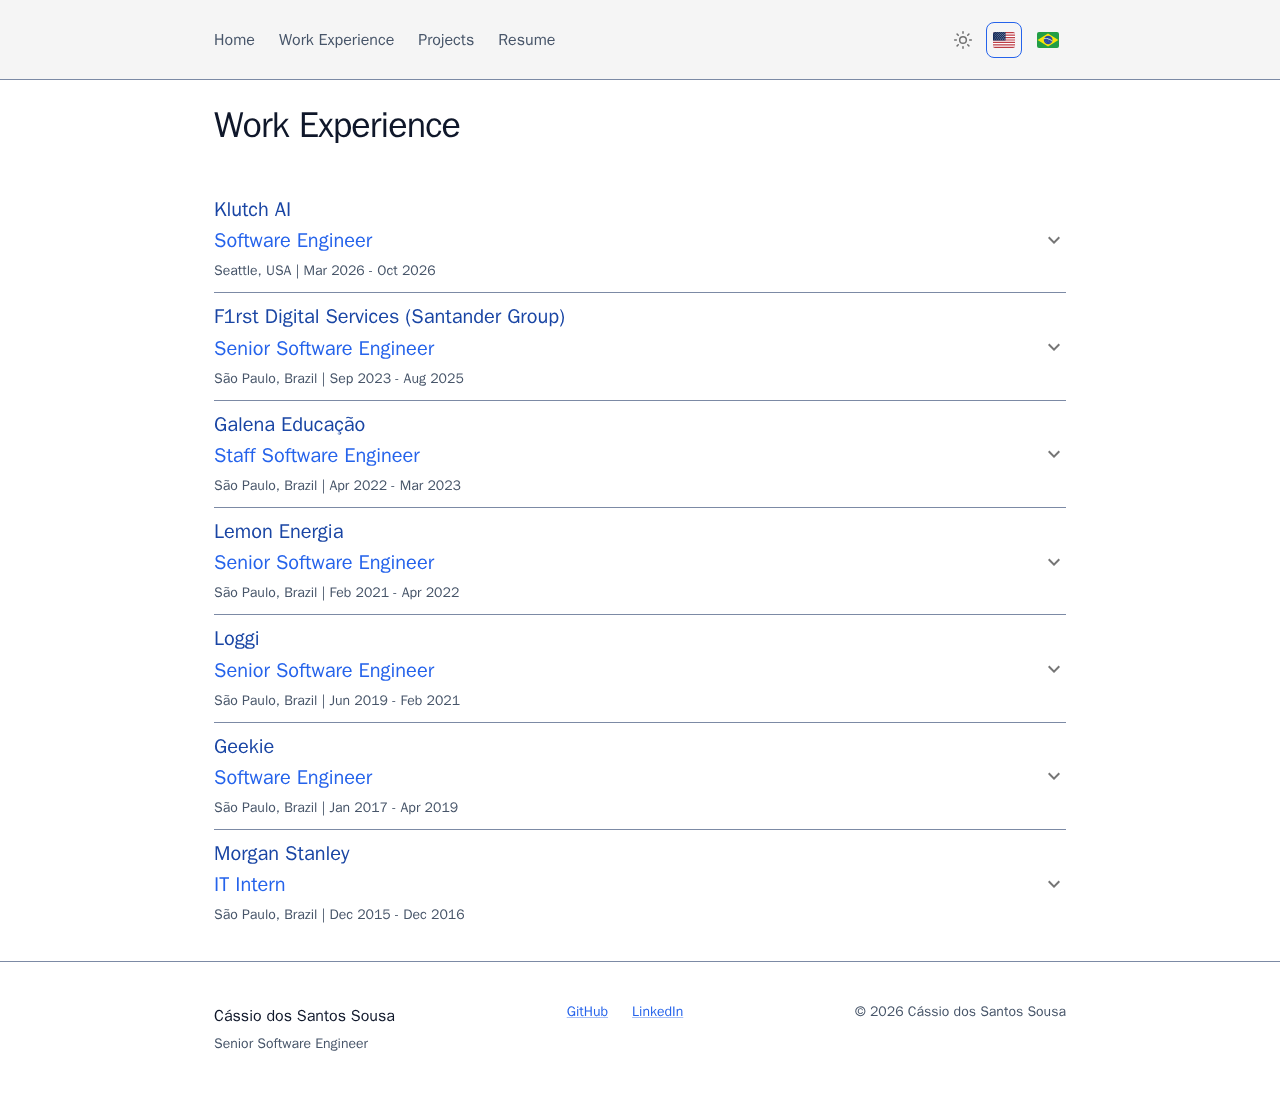 Home Work Experience Projects Resume
Work Experience
Klutch AI
Software Engineer
Seattle, USA | Mar 2026 - Oct 2026
F1rst Digital Services (Santander Group)
Senior Software Engineer
São Paulo, Brazil | Sep 2023 - Aug 2025
Galena Educação
Staff Software Engineer
São Paulo, Brazil | Apr 2022 - Mar 2023
Lemon Energia
Senior Software Engineer
São Paulo, Brazil | Feb 2021 - Apr 2022
Loggi
Senior Software Engineer
São Paulo, Brazil | Jun 2019 - Feb 2021
Geekie
Software Engineer
São Paulo, Brazil | Jan 2017 - Apr 2019
Morgan Stanley
IT Intern
São Paulo, Brazil | Dec 2015 - Dec 2016
Cássio dos Santos Sousa
Senior Software Engineer
GitHub LinkedIn
© 2026 Cássio dos Santos Sousa